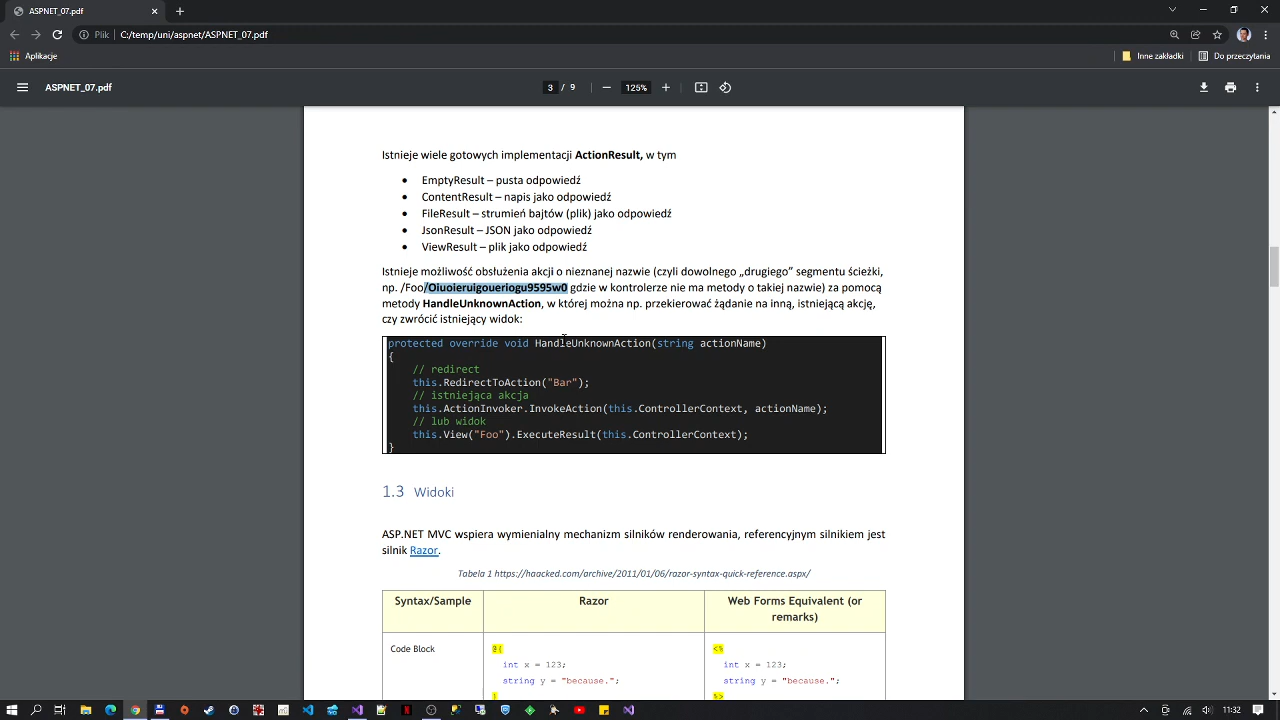 ASPNET_07.pdf
Plik
C:/temp/uni/aspnet/ASPNET_07.pdf
Aplikacje
Inne zakładki
Do przeczytania
ASPNET_07.pdf
3 / 9
125%
Istnieje wiele gotowych implementacji ActionResult, w tym
• EmptyResult – pusta odpowiedź
• ContentResult – napis jako odpowiedź
• FileResult – strumień bajtów (plik) jako odpowiedź
• JsonResult – JSON jako odpowiedź
• ViewResult – plik jako odpowiedź
Istnieje możliwość obsłużenia akcji o nieznanej nazwie (czyli dowolnego „drugiego” segmentu ścieżki,
np. /Foo/Oiuoieruigoueriogu9595w0 gdzie w kontrolerze nie ma metody o takiej nazwie) za pomocą
metody HandleUnknownAction, w której można np. przekierować żądanie na inną, istniejącą akcję,
czy zwrócić istniejący widok:
protected override void HandleUnknownAction(string actionName)
{
// redirect
this.RedirectToAction("Bar");
// istniejąca akcja
this.ActionInvoker.InvokeAction(this.ControllerContext, actionName);
// lub widok
this.View("Foo").ExecuteResult(this.ControllerContext);
}
1.3 Widoki
ASP.NET MVC wspiera wymienialny mechanizm silników renderowania, referencyjnym silnikiem jest
silnik Razor.
Tabela 1 https://haacked.com/archive/2011/01/06/razor-syntax-quick-reference.aspx/
Syntax/Sample
Razor
Web Forms Equivalent (or
remarks)
Code Block
@{
int x = 123;
string y = "because.";
}
<%
int x = 123;
string y = "because.";
%>
11:32